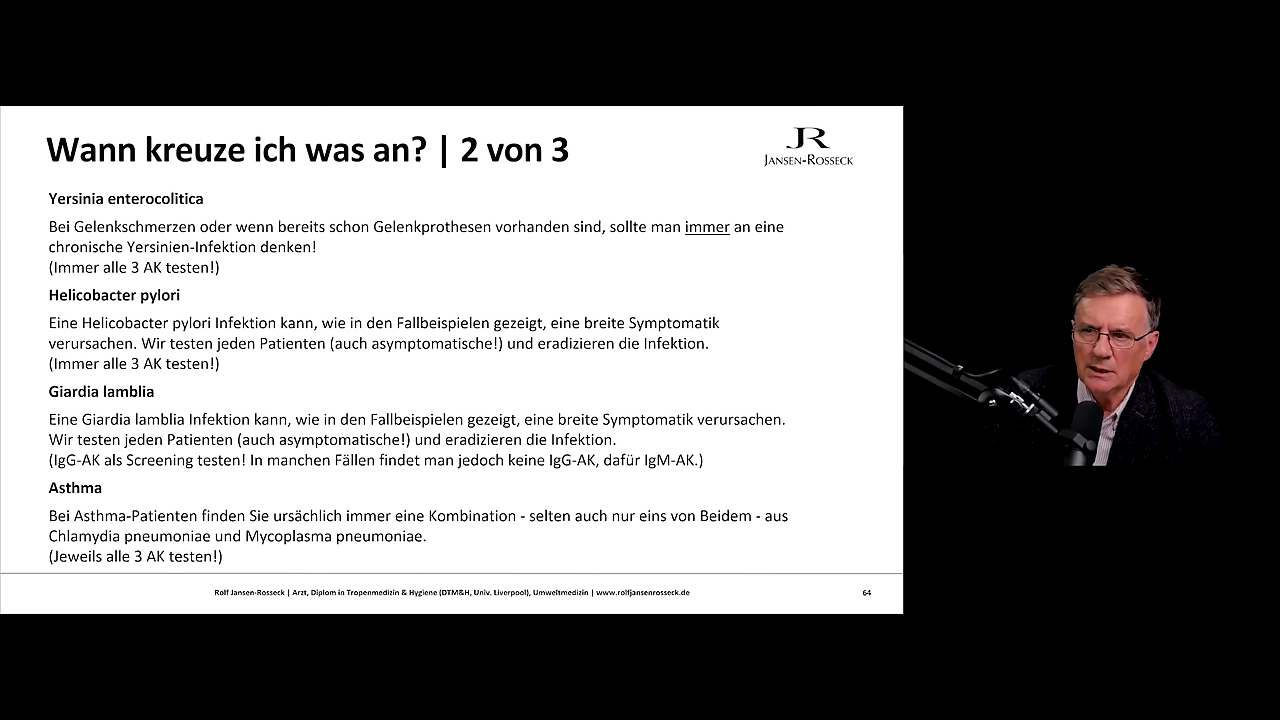 Wann kreuze ich was an? | 2 von 3
JR
JANSEN-ROSSECK
Yersinia enterocolitica
Bei Gelenkschmerzen oder wenn bereits schon Gelenkprothesen vorhanden sind, sollte man immer an eine
chronische Yersinien-Infektion denken!
(Immer alle 3 AK testen!)
Helicobacter pylori
Eine Helicobacter pylori Infektion kann, wie in den Fallbeispielen gezeigt, eine breite Symptomatik
verursachen. Wir testen jeden Patienten (auch asymptomatische!) und eradizieren die Infektion.
(Immer alle 3 AK testen!)
Giardia lamblia
Eine Giardia lamblia Infektion kann, wie in den Fallbeispielen gezeigt, eine breite Symptomatik verursachen.
Wir testen jeden Patienten (auch asymptomatische!) und eradizieren die Infektion.
(IgG-AK als Screening testen! In manchen Fällen findet man jedoch keine IgG-AK, dafür IgM-AK.)
Asthma
Bei Asthma-Patienten finden Sie ursächlich immer eine Kombination - selten auch nur eins von Beidem - aus
Chlamydia pneumoniae und Mycoplasma pneumoniae.
(Jeweils alle 3 AK testen!)
Rolf Jansen-Rosseck | Arzt, Diplom in Tropenmedizin & Hygiene (DTM&H, Univ. Liverpool), Umweltmedizin | www.rolfjansenrosseck.de
64